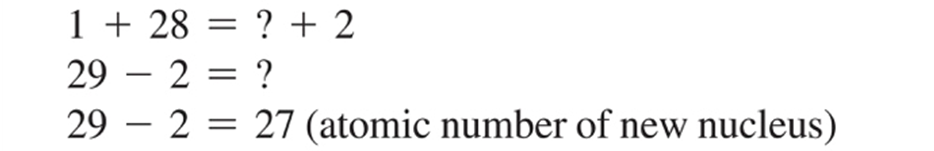 1 + 28 = ? + 2
29 − 2 = ?
29 − 2 = 27 (atomic number of new nucleus)